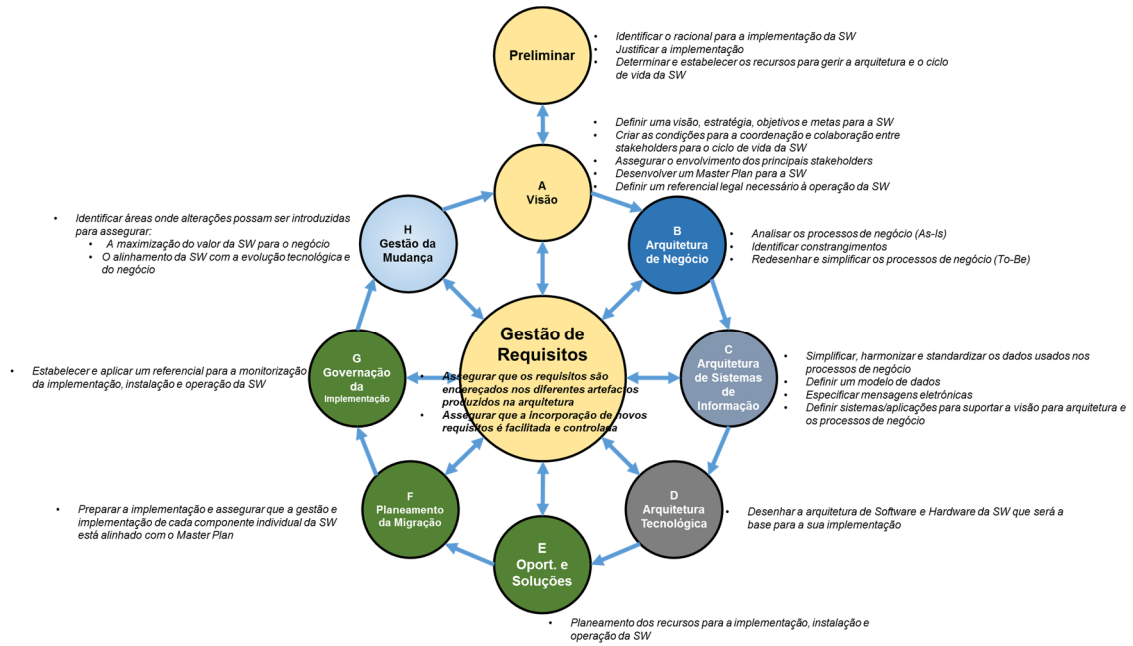 Preliminar
• Identificar o racional para a implementação da SW
• Justificar a implementação
• Determinar e estabelecer os recursos para gerir a arquitetura e o ciclo
de vida da SW
A
Visão
• Definir uma visão, estratégia, objetivos e metas para a SW
• Criar as condições para a coordenação e colaboração entre
stakeholders para o ciclo de vida da SW
• Assegurar o envolvimento dos principais stakeholders
• Desenvolver um Master Plan para a SW
• Definir um referencial legal necessário à operação da SW
B
Arquitetura
de Negócio
• Analisar os processos de negócio (As-Is)
• Identificar constrangimentos
• Redesenhar e simplificar os processos de negócio (To-Be)
C
Arquitetura
de Sistemas
de
Informação
• Simplificar, harmonizar e standardizar os dados usados nos
processos de negócio
• Definir um modelo de dados
• Especificar mensagens eletrónicas
• Definir sistemas/aplicações para suportar a visão para arquitetura e
os processos de negócio
D
Arquitetura
Tecnológica
• Desenhar a arquitetura de Software e Hardware da SW que será a
base para a sua implementação
E
Oport. e
Soluções
• Planeamento dos recursos para a implementação, instalação e
operação da SW
F
Planeamento
da Migração
• Preparar a implementação e assegurar que a gestão e
implementação de cada componente individual da SW
está alinhado com o Master Plan
G
Governação
da
Implementação
• Estabelecer e aplicar um referencial para a monitorização
da implementação, instalação e operação da SW
H
Gestão da
Mudança
• Identificar áreas onde alterações possam ser introduzidas
para assegurar:
• A maximização do valor da SW para o negócio
• O alinhamento da SW com a evolução tecnológica e
do negócio
Gestão de
Requisitos
• Assegurar que os requisitos são
endereçados nos diferentes artefactos
produzidos na arquitetura
• Assegurar que a incorporação de novos
requisitos é facilitada e controlada